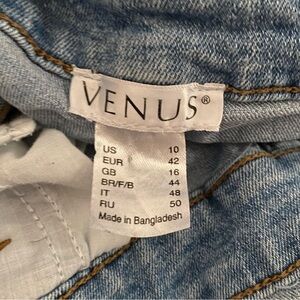 VENUS®
US 10
EUR 42
GB 16
BR/F/B 44
IT 48
RU 50
Made in Bangladesh